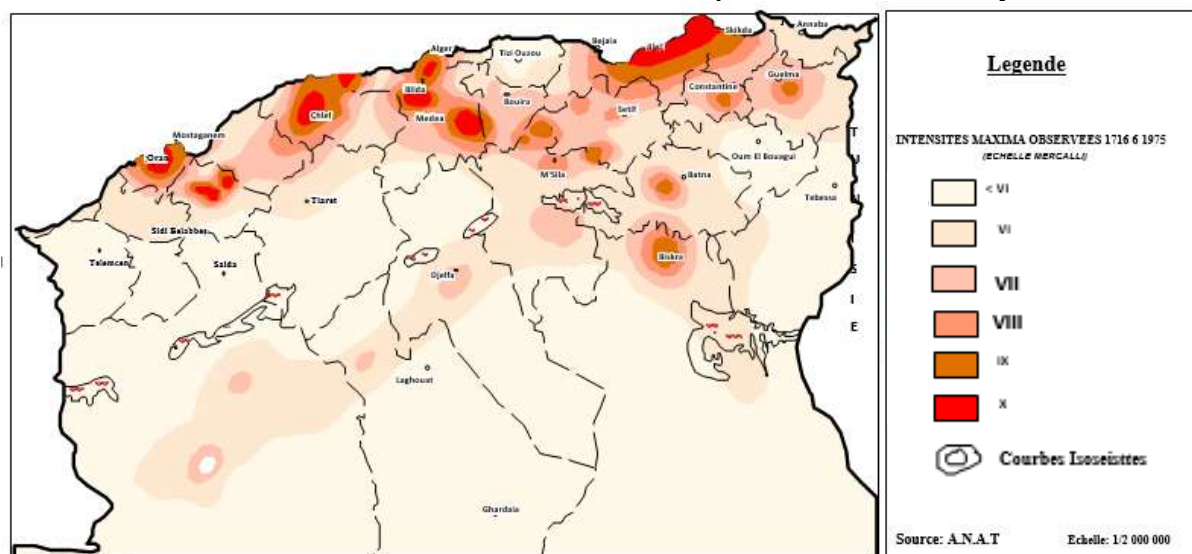 Skikda
Annaba
Alger
Tizi Ouzou
Bejaia
Jijel
Guelma
Blida
Bouira
Constantine
Setif
Chlef
Medea
Mostaganem
Oran
Oum El Bouagui
M'Sila
Batna
Tiaret
Tebessa
Sidi Belabbes
Telemcen
Saida
Djelfa
Biskra
Laghouat
Ghardaia
T
U
I
S
I
E
Legende
INTENSITES MAXIMA OBSERVEES 1716 6 1975
(ECHELLE MERCALLI)
< VI
VI
VII
VIII
IX
X
Courbes Isoseisttes
Source: A.N.A.T
Echelle: 1/2 000 000